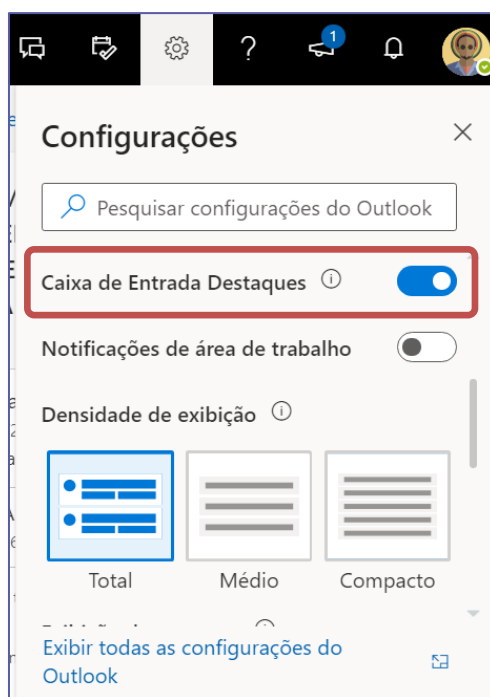 ?
1
Configurações
Pesquisar configurações do Outlook
Caixa de Entrada Destaques
Notificações de área de trabalho
Densidade de exibição
Total Médio Compacto
Exibir todas as configurações do
Outlook